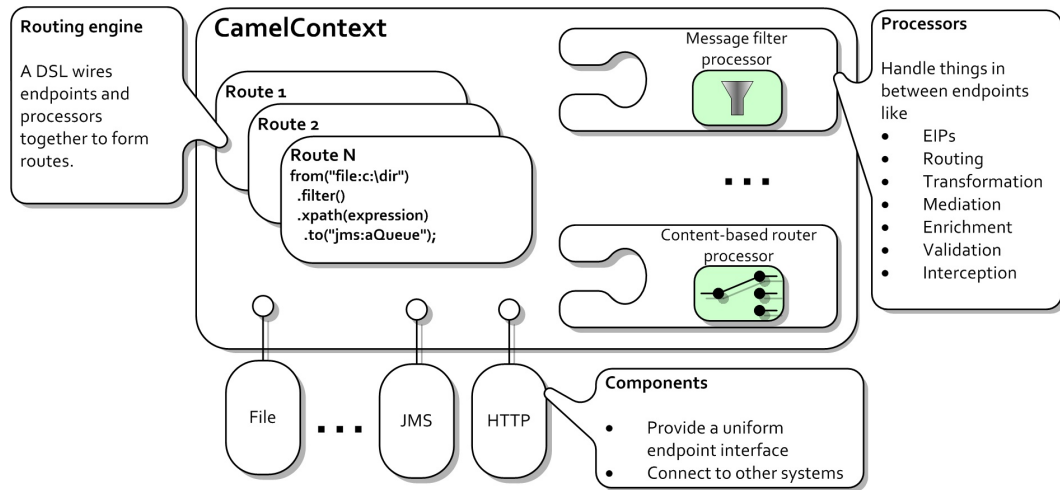 Routing engine
A DSL wires
endpoints and
processors
together to form
routes.
CamelContext
Route 1
Route 2
Route N
from("file:c:\dir")
.filter()
.xpath(expression)
.to("jms:aQueue");
Message filter
processor
...
Content-based router
processor
Processors
Handle things in
between endpoints
like
• EIPs
• Routing
• Transformation
• Mediation
• Enrichment
• Validation
• Interception
File
...
JMS
HTTP
Components
• Provide a uniform
endpoint interface
• Connect to other systems